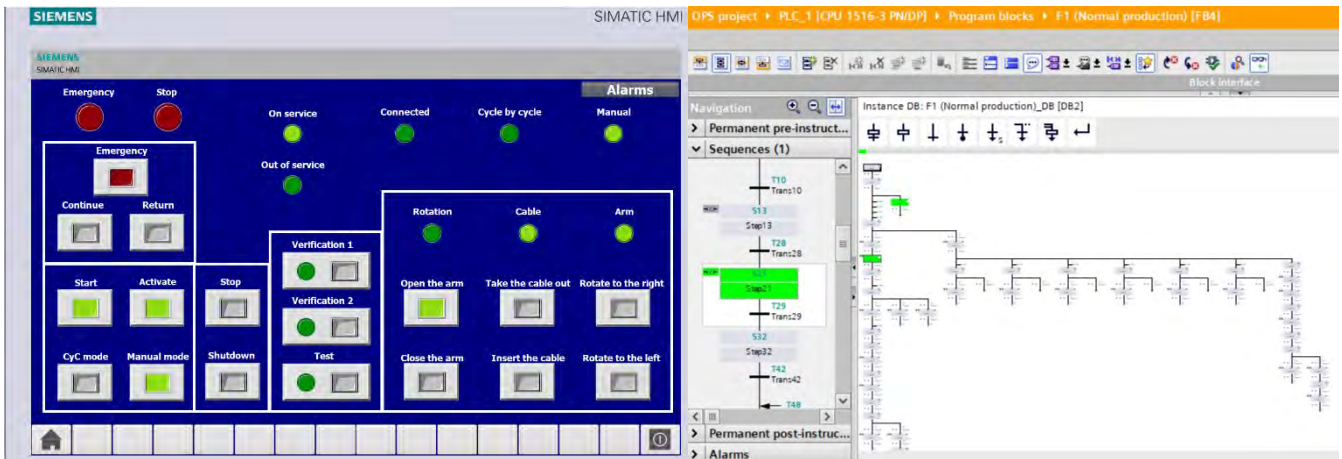 SIEMENS
SIMATIC HMI
SIEMENS
SIMATIC HMI
Alarms
Emergency
Stop
On service
Connected
Cycle by cycle
Manual
Emergency
Out of service
Continue
Return
Rotation
Cable
Arm
Verification 1
Start
Activate
Stop
Open the arm
Take the cable out
Rotate to the right
Verification 2
CyC mode
Manual mode
Shutdown
Test
Close the arm
Insert the cable
Rotate to the left
OPS project
PLC_1 [CPU 1516-3 PN/DP]
Program blocks
F1 (Normal production) [FB4]
Block interface
Navigation
Instance DB: F1 (Normal production)_DB [DB2]
Permanent pre-instruct...
Sequences (1)
T10
Trans10
S13
Step13
T28
Trans28
Step21
T29
Trans29
S32
Step32
T42
Trans42
T48
Permanent post-instruc...
Alarms